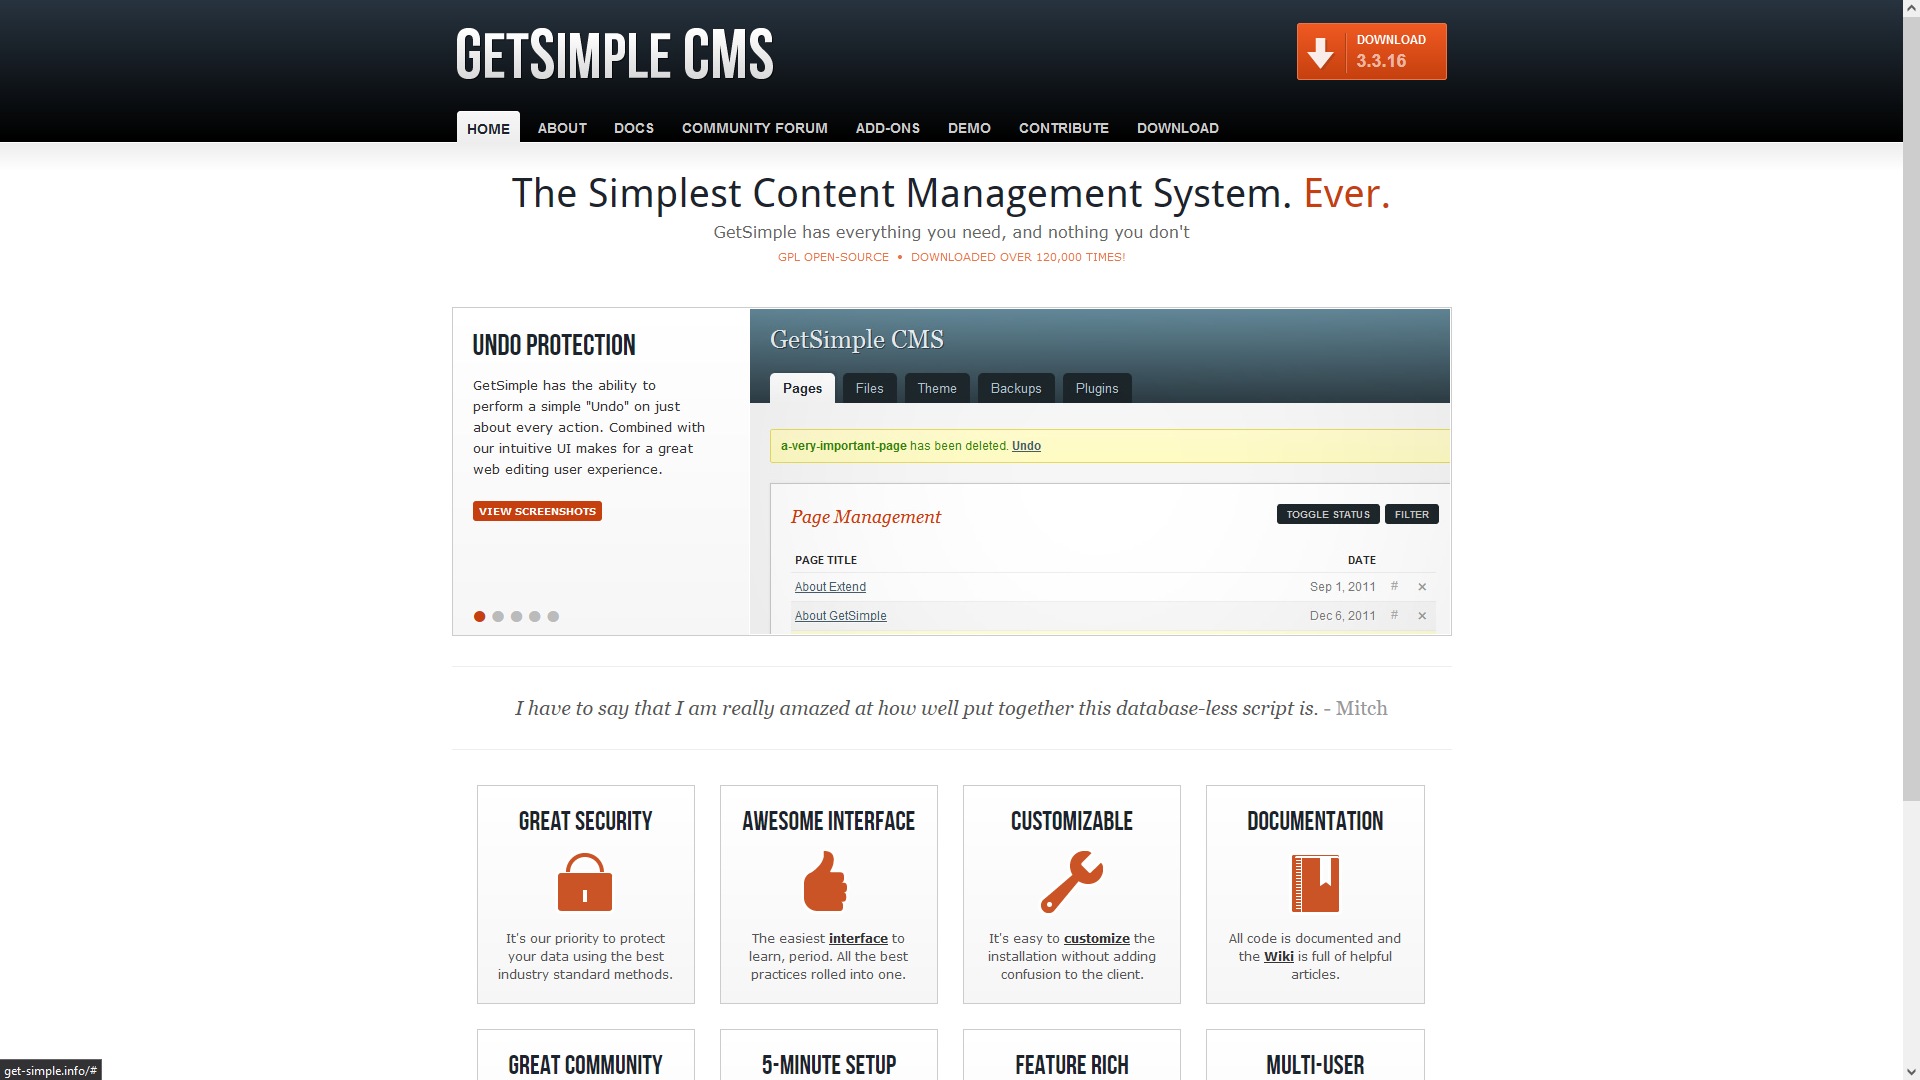 GETSIMPLE CMS
DOWNLOAD
3.3.16
HOME ABOUT DOCS COMMUNITY FORUM ADD-ONS DEMO CONTRIBUTE DOWNLOAD
The Simplest Content Management System. Ever.
GetSimple has everything you need, and nothing you don't
GPL OPEN-SOURCE • DOWNLOADED OVER 120,000 TIMES!
UNDO PROTECTION
GetSimple has the ability to
perform a simple "Undo" on just
about every action. Combined with
our intuitive UI makes for a great
web editing user experience.
VIEW SCREENSHOTS
GetSimple CMS
Pages Files Theme Backups Plugins
a-very-important-page has been deleted. Undo
Page Management
TOGGLE STATUS FILTER
PAGE TITLE DATE
About Extend Sep 1, 2011 # ×
About GetSimple Dec 6, 2011 # ×
I have to say that I am really amazed at how well put together this database-less script is. - Mitch
GREAT SECURITY
It's our priority to protect
your data using the best
industry standard methods.
AWESOME INTERFACE
The easiest interface to
learn, period. All the best
practices rolled into one.
CUSTOMIZABLE
It's easy to customize the
installation without adding
confusion to the client.
DOCUMENTATION
All code is documented and
the Wiki is full of helpful
articles.
GREAT COMMUNITY
5-MINUTE SETUP
FEATURE RICH
MULTI-USER
get-simple.info/#